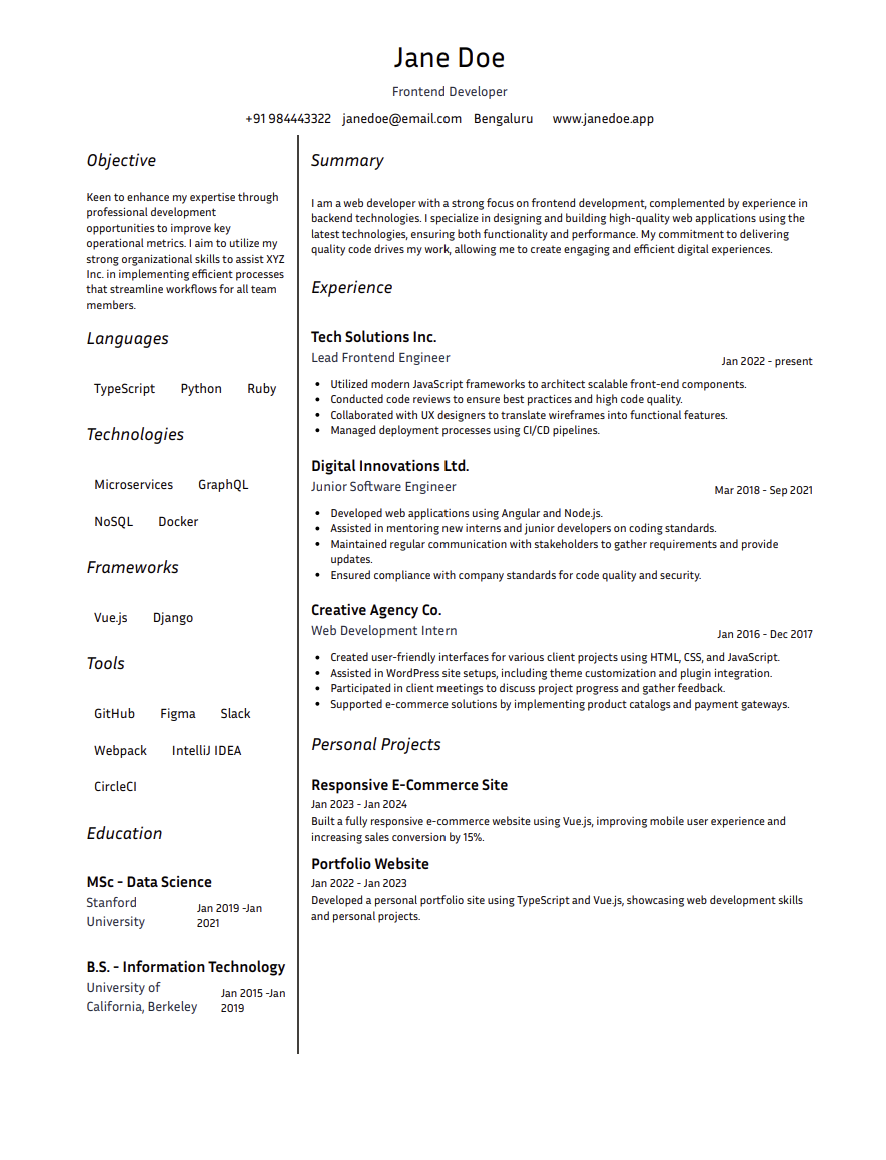 Jane Doe
Frontend Developer
+91 984443322 janedoe@email.com Bengaluru www.janedoe.app
Objective
Keen to enhance my expertise through
professional development
opportunities to improve key
operational metrics. I aim to utilize my
strong organizational skills to assist XYZ
Inc. in implementing efficient processes
that streamline workflows for all team
members.
Languages
TypeScript Python Ruby
Technologies
Microservices GraphQL
NoSQL Docker
Frameworks
Vue.js Django
Tools
GitHub Figma Slack
Webpack IntelliJ IDEA
CircleCI
Education
MSc - Data Science
Stanford
University
Jan 2019 -Jan
2021
B.S. - Information Technology
University of
California, Berkeley
Jan 2015 -Jan
2019
Summary
I am a web developer with a strong focus on frontend development, complemented by experience in
backend technologies. I specialize in designing and building high-quality web applications using the
latest technologies, ensuring both functionality and performance. My commitment to delivering
quality code drives my work, allowing me to create engaging and efficient digital experiences.
Experience
Tech Solutions Inc.
Lead Frontend Engineer
Jan 2022 - present
• Utilized modern JavaScript frameworks to architect scalable front-end components.
• Conducted code reviews to ensure best practices and high code quality.
• Collaborated with UX designers to translate wireframes into functional features.
• Managed deployment processes using CI/CD pipelines.
Digital Innovations Ltd.
Junior Software Engineer
Mar 2018 - Sep 2021
• Developed web applications using Angular and Node.js.
• Assisted in mentoring new interns and junior developers on coding standards.
• Maintained regular communication with stakeholders to gather requirements and provide
updates.
• Ensured compliance with company standards for code quality and security.
Creative Agency Co.
Web Development Intern
Jan 2016 - Dec 2017
• Created user-friendly interfaces for various client projects using HTML, CSS, and JavaScript.
• Assisted in WordPress site setups, including theme customization and plugin integration.
• Participated in client meetings to discuss project progress and gather feedback.
• Supported e-commerce solutions by implementing product catalogs and payment gateways.
Personal Projects
Responsive E-Commerce Site
Jan 2023 - Jan 2024
Built a fully responsive e-commerce website using Vue.js, improving mobile user experience and
increasing sales conversion by 15%.
Portfolio Website
Jan 2022 - Jan 2023
Developed a personal portfolio site using TypeScript and Vue.js, showcasing web development skills
and personal projects.